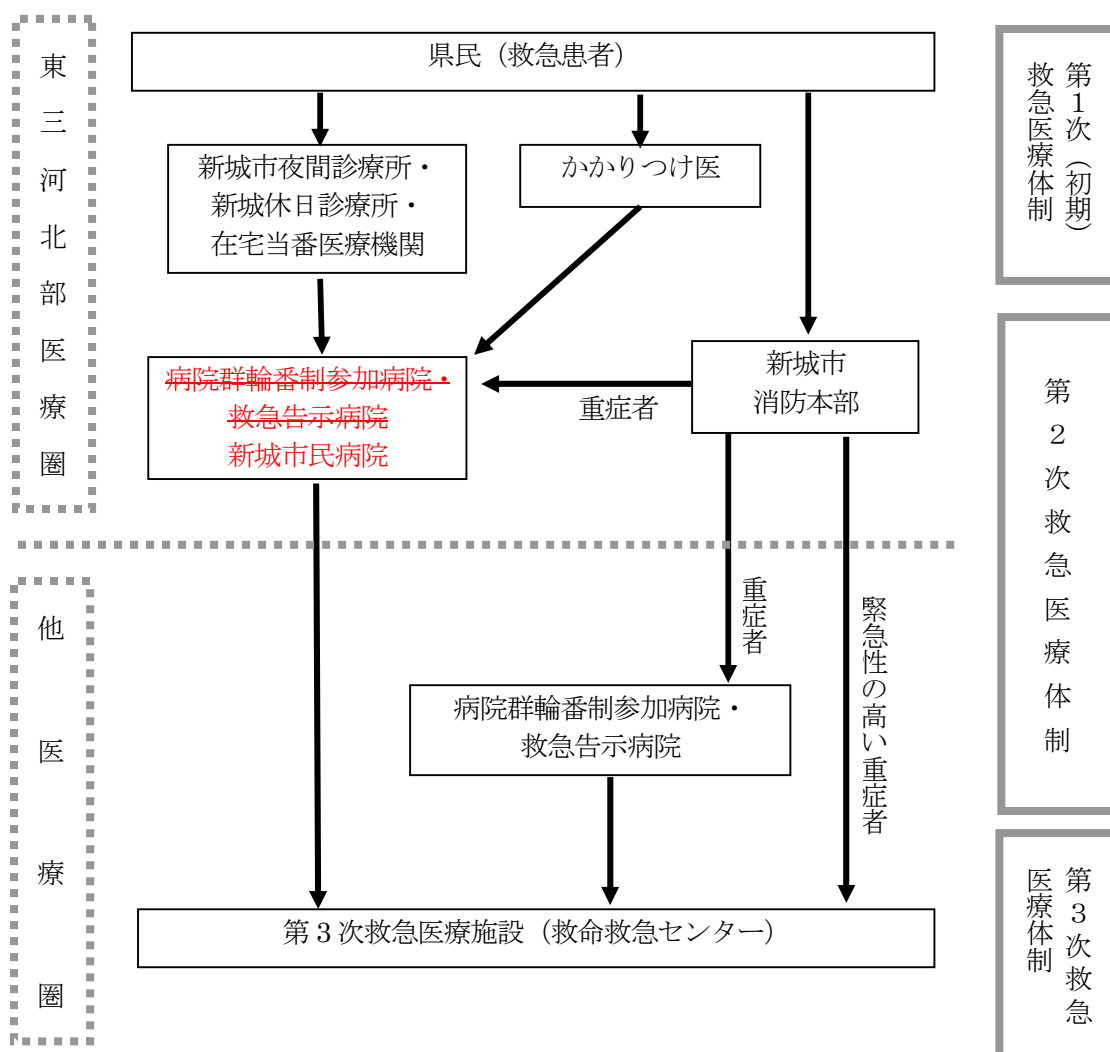 東三河北部医療圏
県民（救急患者）
第１次（初期）
救急医療体制
新城市夜間診療所・
新城休日診療所・
在宅当番医療機関
かかりつけ医
病院群輪番制参加病院・
救急告示病院
新城市民病院
重症者
新城市
消防本部
第２次救急医療体制
他医療圏
重症者
緊急性の高い重症者
病院群輪番制参加病院・
救急告示病院
第３次救急医療施設（救命救急センター）
第３次救急
医療体制